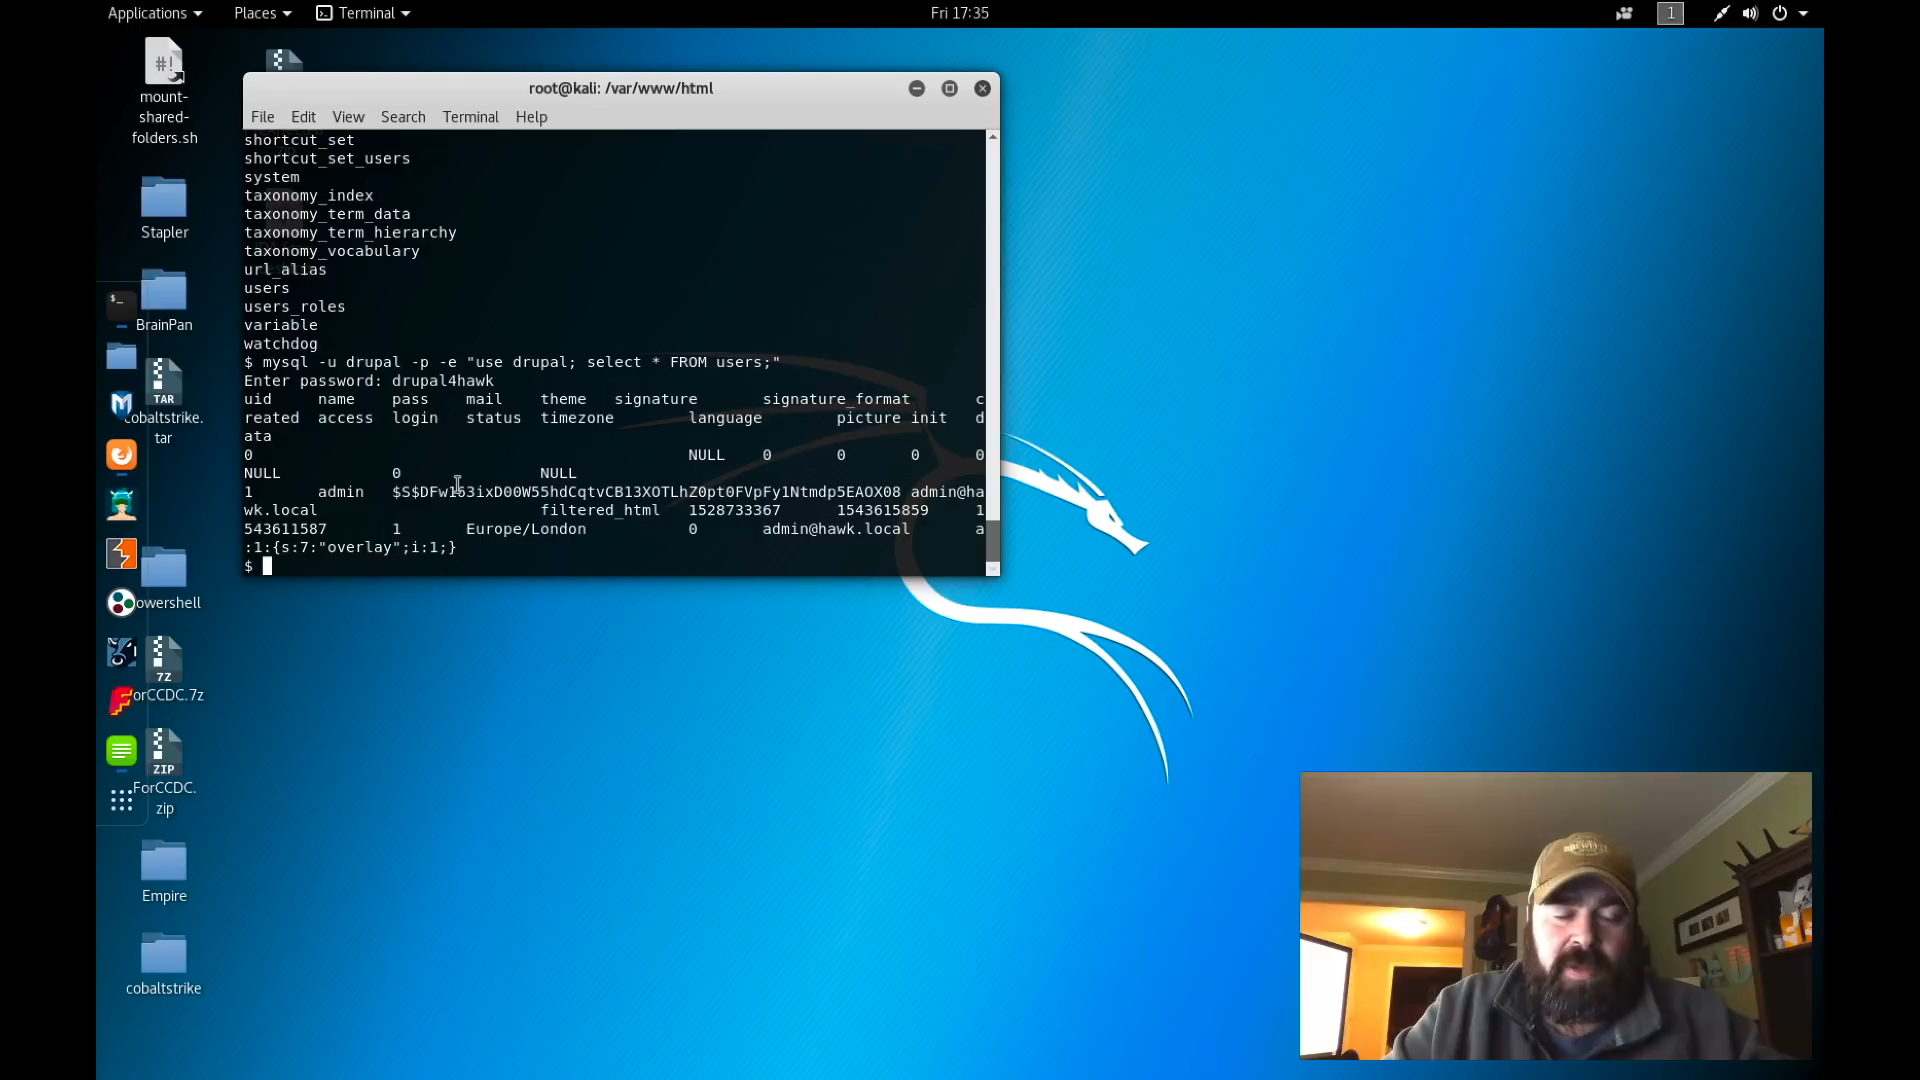 Applications
Places
Terminal
Fri 17:35
1
#!
mount-
shared-
folders.sh
Stapler
BrainPan
TAR
cobaltstrike.
tar
owershell
7Z
orCCDC.7z
ZIP
ForCCDC.
zip
Empire
cobaltstrike
root@kali: /var/www/html
File Edit View Search Terminal Help
shortcut_set
shortcut_set_users
system
taxonomy_index
taxonomy_term_data
taxonomy_term_hierarchy
taxonomy_vocabulary
url_alias
users
users_roles
variable
watchdog
$ mysql -u drupal -p -e "use drupal; select * FROM users;"
Enter password: drupal4hawk
uid name pass mail theme signature signature_format c
reated access login status timezone language picture init d
ata
0 NULL 0 0 0 0
NULL 0 NULL
1 admin $S$DFw163ixD00W55hdCqtvCB13XOTLhZ0pt0FVpFy1Ntmdp5EAOX08 admin@ha
wk.local filtered_html 1528733367 1543615859 1
543611587 1 Europe/London 0 admin@hawk.local a
:1:{s:7:"overlay";i:1;}
$